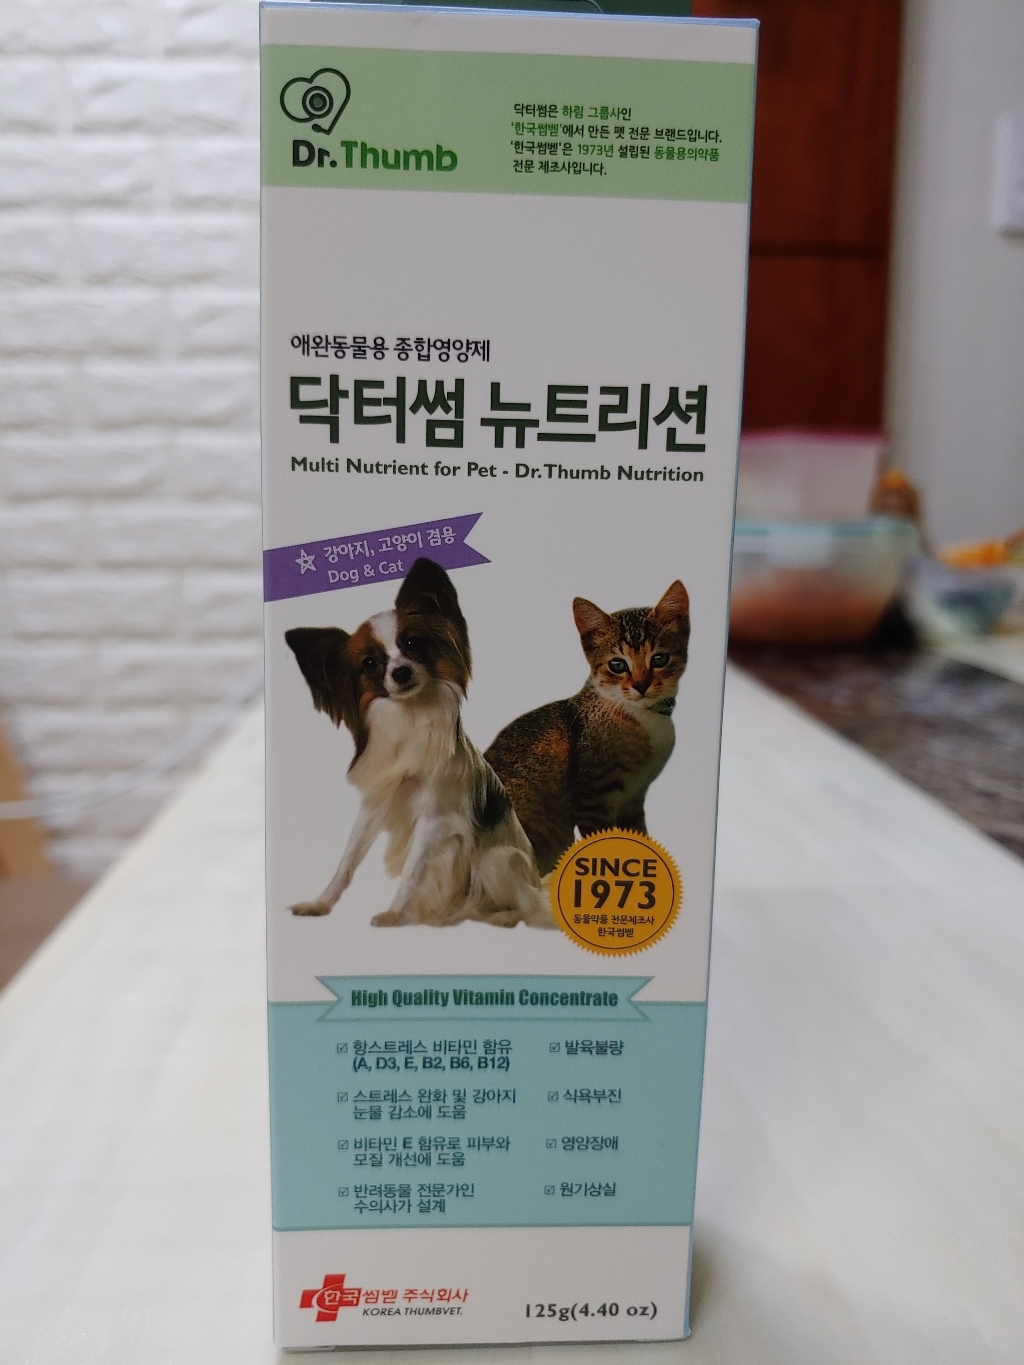 Dr.Thumb
닥터썸은 하림 그룹사인
'한국썸벧'에서 만든 펫 전문 브랜드입니다.
'한국썸벧'은 1973년 설립된 동물용의약품
전문 제조사입니다.
애완동물용 종합영양제
닥터썸 뉴트리션
Multi Nutrient for Pet - Dr.Thumb Nutrition
강아지, 고양이 겸용
Dog & Cat
SINCE
1973
동물약품 전문제조사
한국썸벧
High Quality Vitamin Concentrate
☑ 항스트레스 비타민 함유
(A, D3, E, B2, B6, B12)
☑ 스트레스 완화 및 강아지
눈물 감소에 도움
☑ 비타민 E 함유로 피부와
모질 개선에 도움
☑ 반려동물 전문가인
수의사가 설계
☑ 발육불량
☑ 식욕부진
☑ 영양장애
☑ 원기상실
한국썸벧 주식회사
KOREA THUMBVET.
125g(4.40 oz)